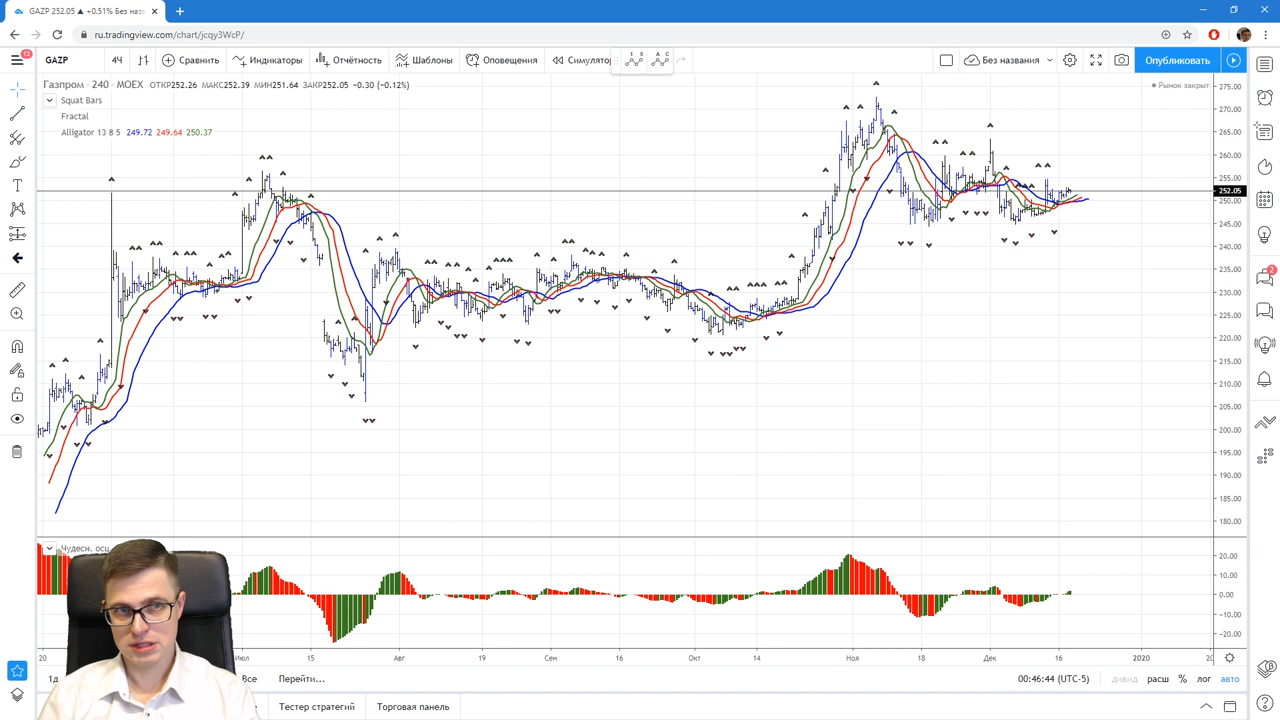 GAZP 252.05 ▲ +0.51% Без наза
ru.tradingview.com/chart/jcqy3WcP/
12
GAZP
4Ч
Сравнить
Индикаторы
Отчётность
Шаблоны
Оповещения
Симулятор
Без названия
Опубликовать
Газпром · 240 · MOEX ОТКР252.26 МАКС252.39 МИН251.64 ЗАКР252.05 −0.30 (−0.12%)
Рынок закрыт
Squat Bars
Fractal
Alligator 13 8 5 249.72 249.64 250.37
275.00
270.00
265.00
260.00
255.00
252.05
250.00
245.00
240.00
235.00
230.00
225.00
220.00
215.00
210.00
205.00
200.00
195.00
190.00
185.00
180.00
2
Чудесн. осц
20.00
10.00
0.00
−10.00
−20.00
20
Июл
15
Авг
19
Сен
16
Окт
14
Ноя
18
Дек
16
2020
1д
Все
Перейти...
00:46:44 (UTC-5)
дивид
расш
%
лог
авто
Тестер стратегий
Торговая панель